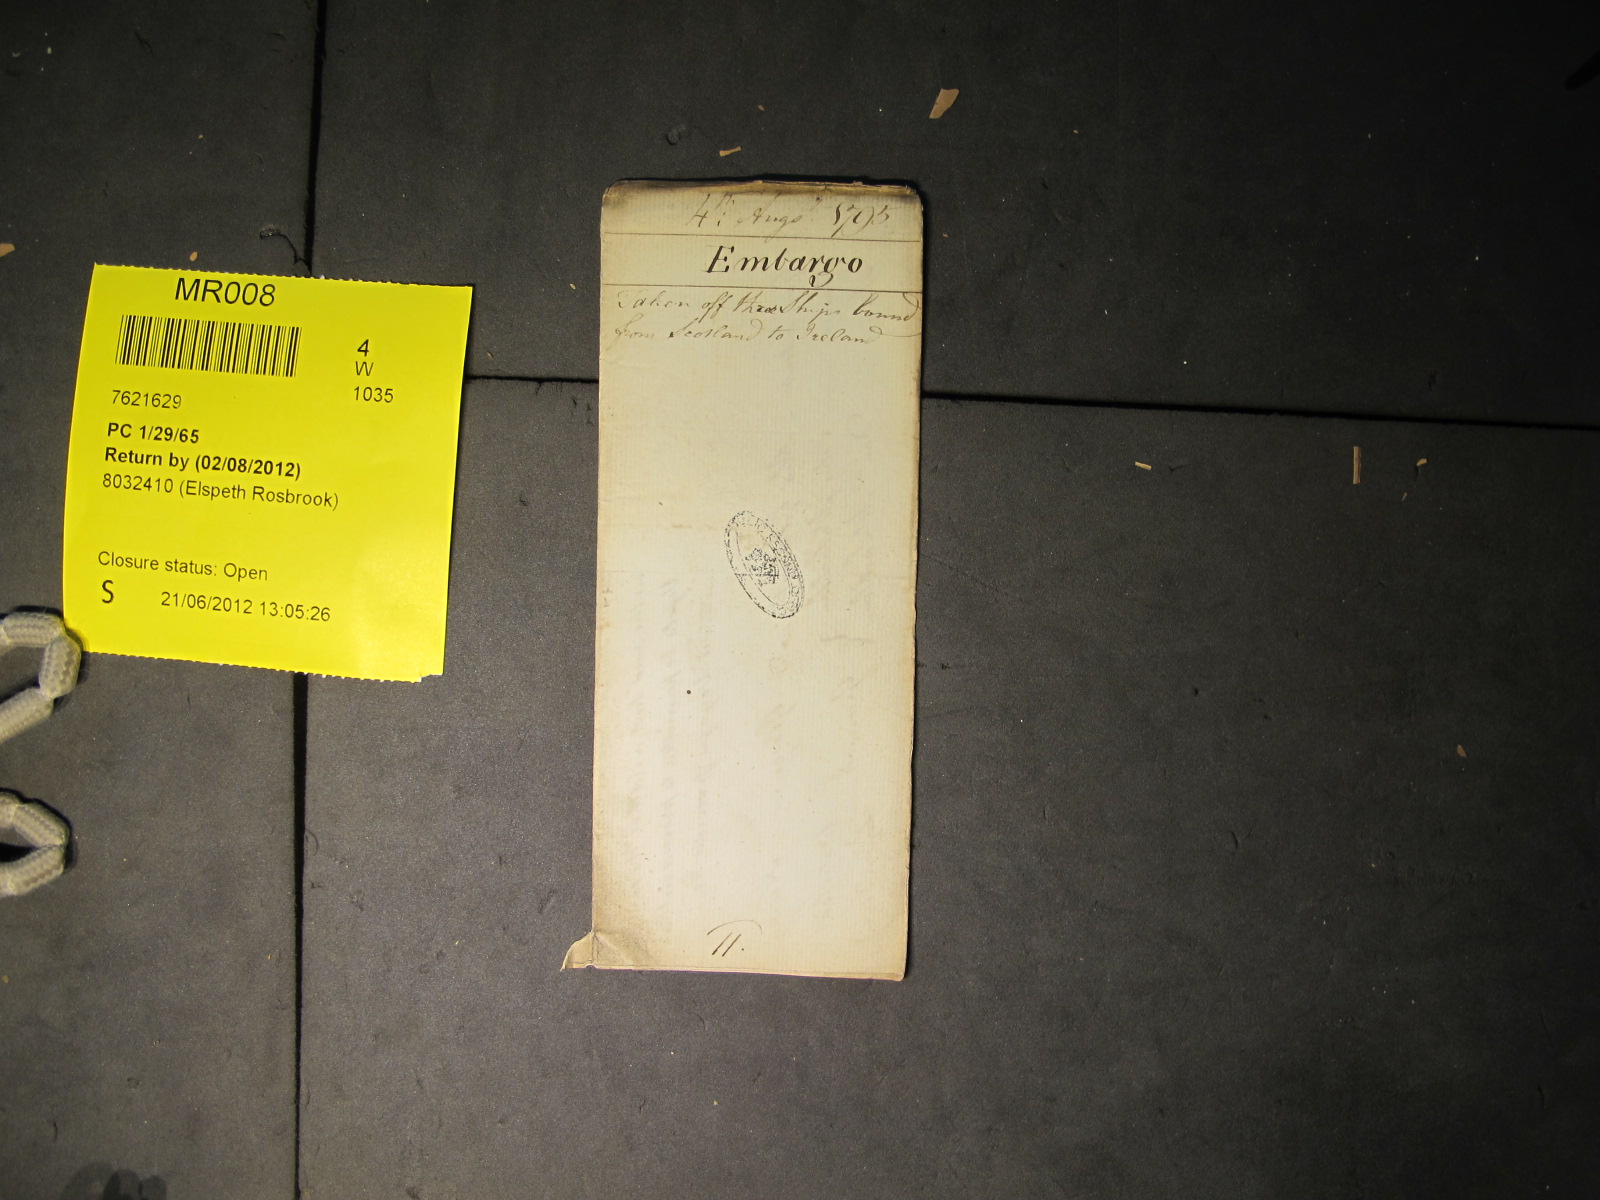 MR008
4
W
1035
7621629
PC 1/29/65
Return by (02/08/2012)
8032410 (Elspeth Rosbrook)
Closure status: Open
S 21/06/2012 13:05:26
4th Augst 1795
Embargo
Taken off three Ships bound
from Scotland to Ireland
11.